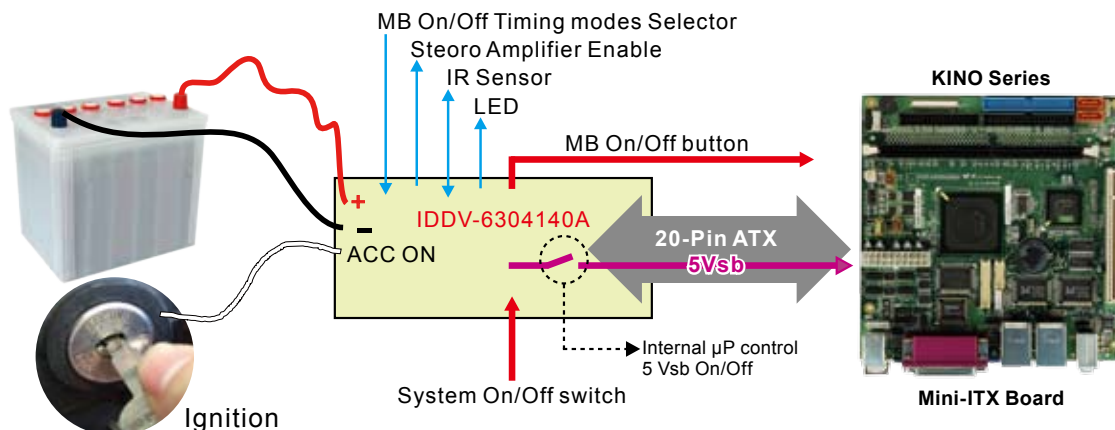 MB On/Off Timing modes Selector
Steoro Amplifier Enable
IR Sensor
LED
KINO Series
MB On/Off button
+
IDDV-6304140A
–
ACC ON
20-Pin ATX
5Vsb
Internal µP control
5 Vsb On/Off
System On/Off switch
Mini-ITX Board
Ignition